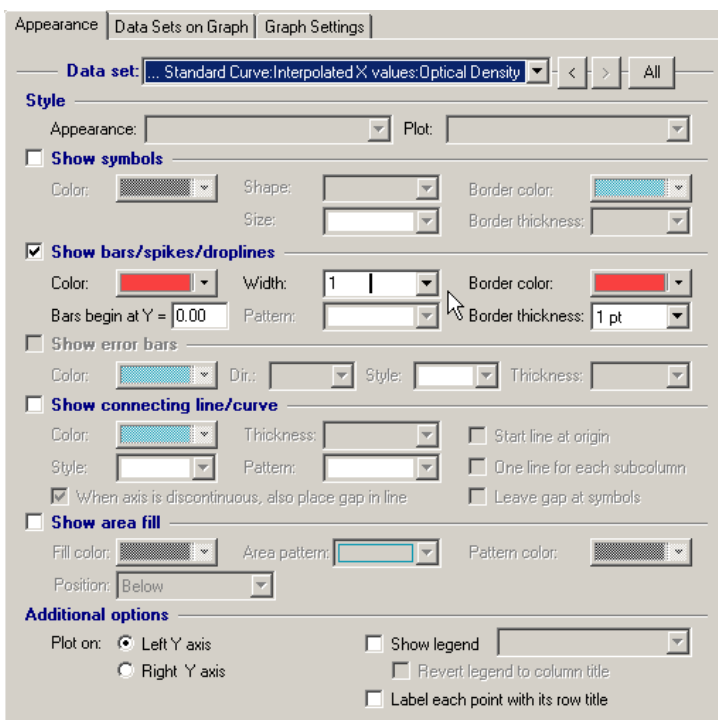 Appearance Data Sets on Graph Graph Settings
Data set: ... Standard Curve:Interpolated X values:Optical Density < > All
Style
Appearance: Plot:
Show symbols
Color: Shape: Border color:
Size: Border thickness:
Show bars/spikes/droplines
Color: Width: 1 Border color:
Bars begin at Y = 0.00 Pattern: Border thickness: 1 pt
Show error bars
Color: Dir.: Style: Thickness:
Show connecting line/curve
Color: Thickness: Start line at origin
Style: Pattern: One line for each subcolumn
When axis is discontinuous, also place gap in line Leave gap at symbols
Show area fill
Fill color: Area pattern: Pattern color:
Position: Below
Additional options
Plot on: Left Y axis Show legend
Right Y axis Revert legend to column title
Label each point with its row title